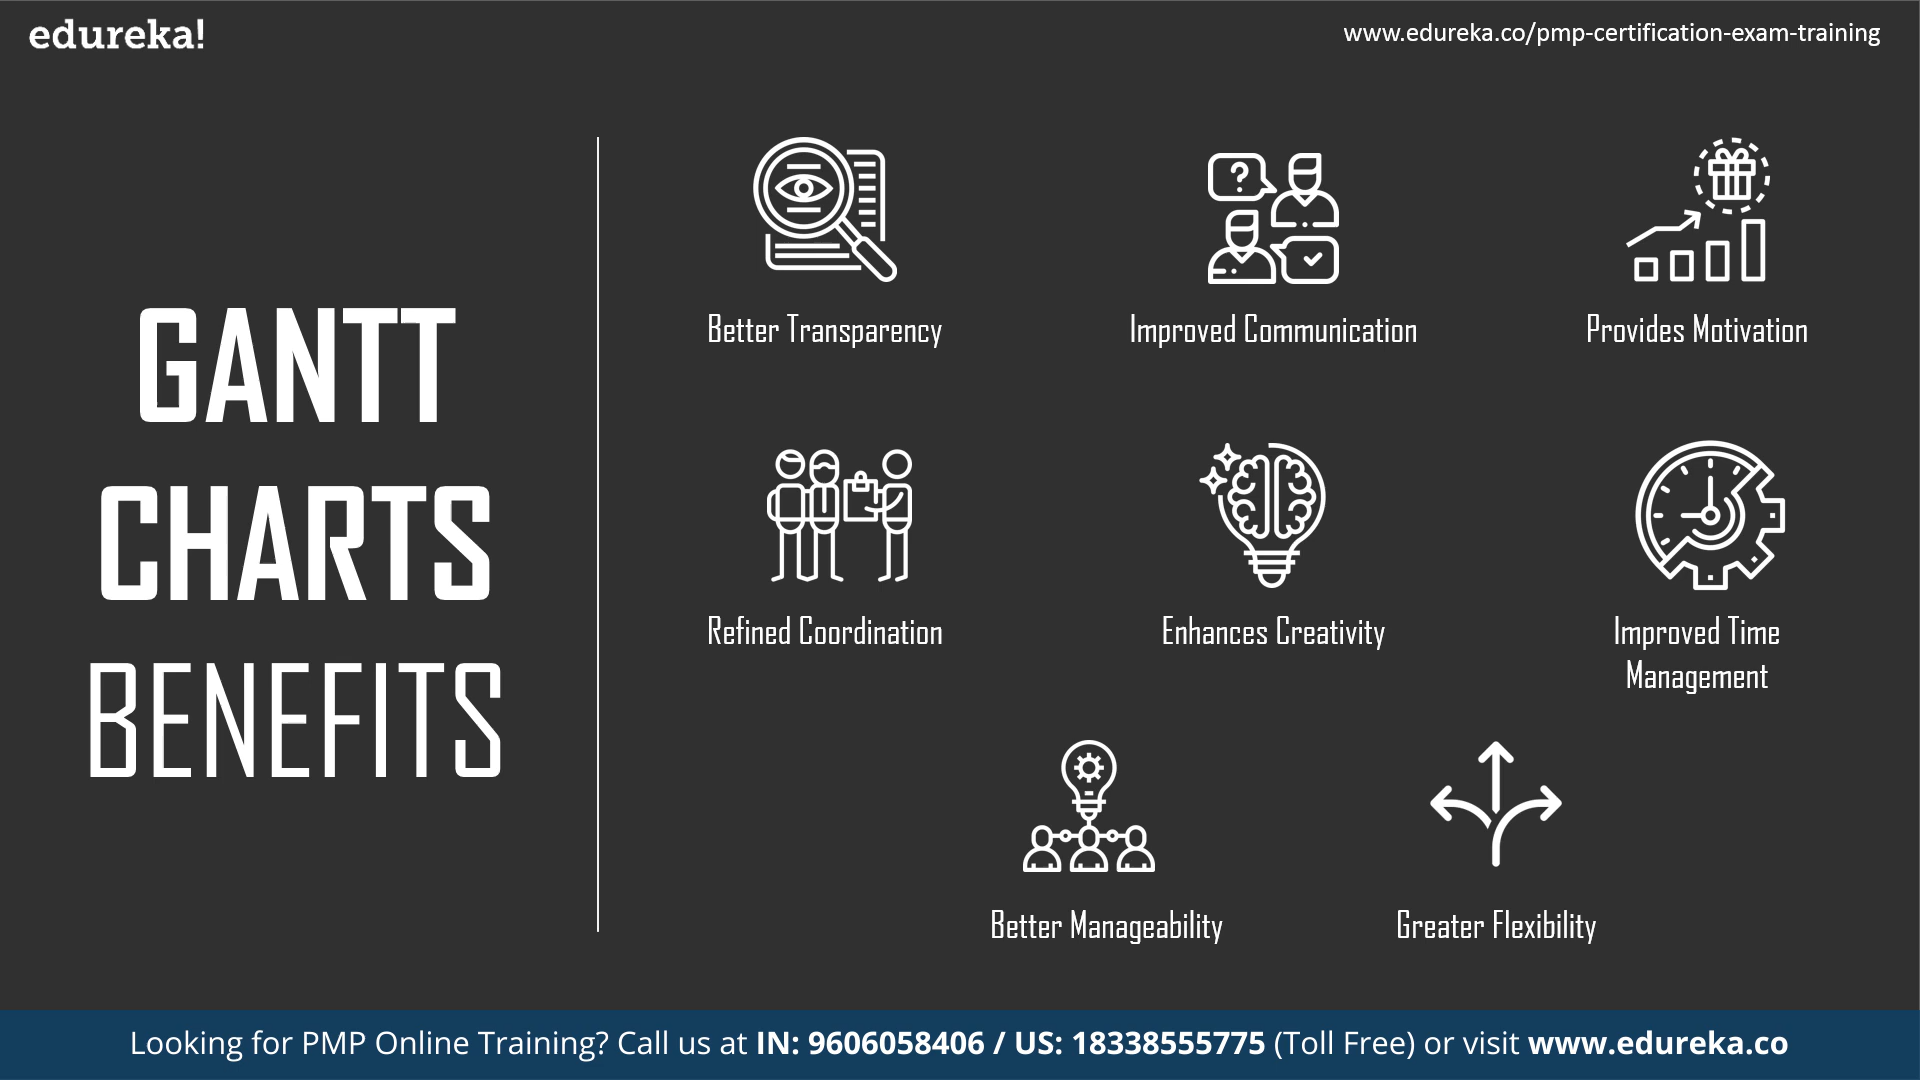 edureka!
www.edureka.co/pmp-certification-exam-training
GANTT
CHARTS
BENEFITS
?
Better Transparency
Improved Communication
Provides Motivation
Refined Coordination
Enhances Creativity
Improved Time
Management
Better Manageability
Greater Flexibility
Looking for PMP Online Training? Call us at IN: 9606058406 / US: 18338555775 (Toll Free) or visit www.edureka.co